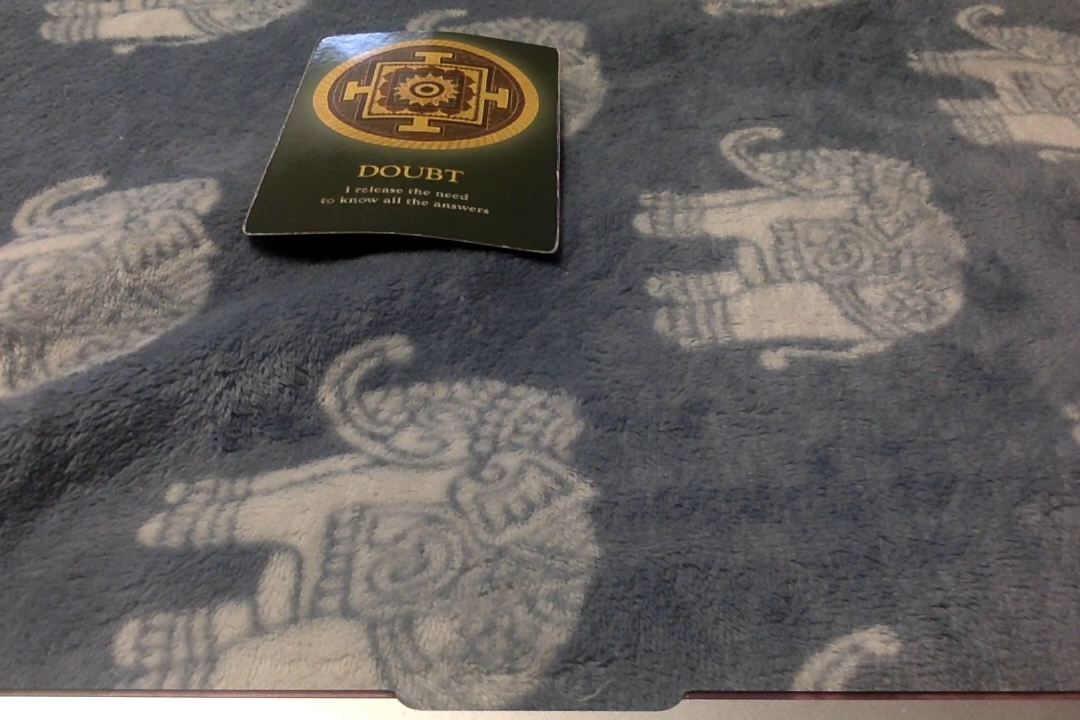 DOUBT
I release the need
to know all the answers